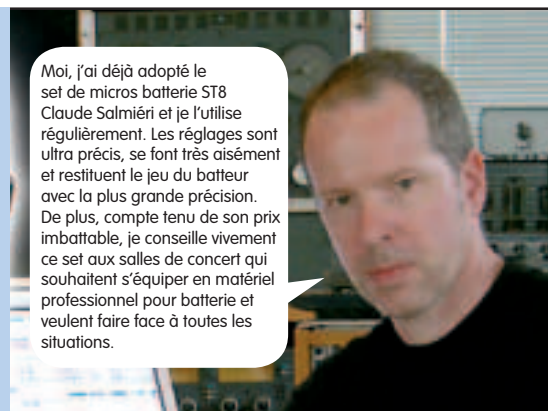 Moi, j'ai déjà adopté le
set de micros batterie ST8
Claude Salmiéri et je l'utilise
régulièrement. Les réglages sont
ultra précis, se font très aisément
et restituent le jeu du batteur
avec la plus grande précision.
De plus, compte tenu de son prix
imbattable, je conseille vivement
ce set aux salles de concert qui
souhaitent s'équiper en matériel
professionnel pour batterie et
veulent faire face à toutes les
situations.